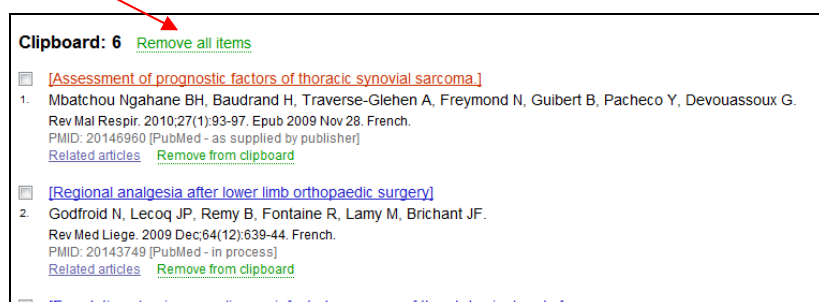 Clipboard: 6 Remove all items
[Assessment of prognostic factors of thoracic synovial sarcoma.]
1. Mbatchou Ngahane BH, Baudrand H, Traverse-Glehen A, Freymond N, Guibert B, Pacheco Y, Devouassoux G.
Rev Mal Respir. 2010;27(1):93-97. Epub 2009 Nov 28. French.
PMID: 20146960 [PubMed - as supplied by publisher]
Related articles Remove from clipboard
[Regional analgesia after lower limb orthopaedic surgery]
2. Godfroid N, Lecoq JP, Remy B, Fontaine R, Lamy M, Brichant JF.
Rev Med Liege. 2009 Dec;64(12):639-44. French.
PMID: 20143749 [PubMed - in process]
Related articles Remove from clipboard